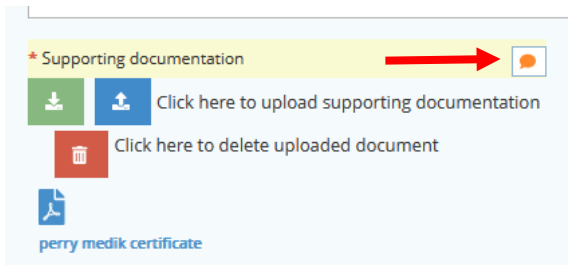 * Supporting documentation
Click here to upload supporting documentation
Click here to delete uploaded document
perry medik certificate